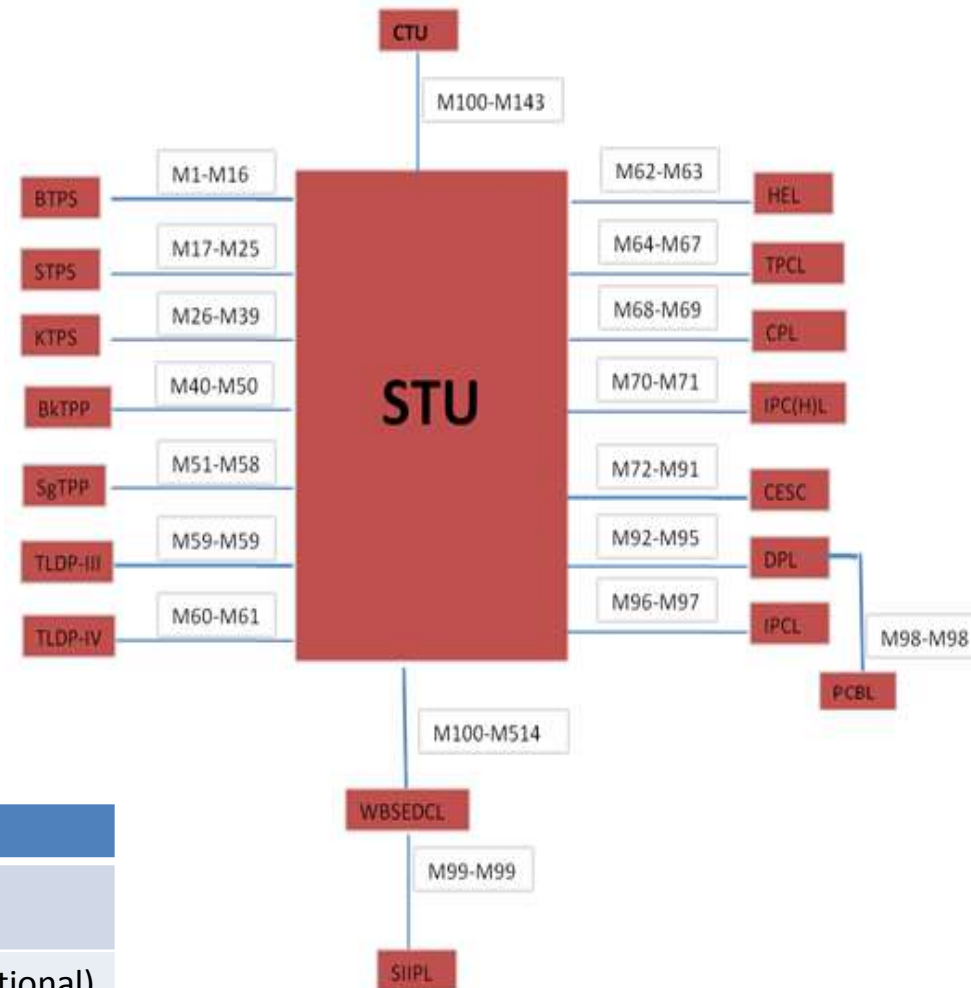 CTU
M100-M143
M1-M16
BTPS
M17-M25
STPS
M26-M39
KTPS
M40-M50
BkTPP
M51-M58
SgTPP
M59-M59
TLDP-III
M60-M61
TLDP-IV
STU
M62-M63
HEL
M64-M67
TPCL
M68-M69
CPL
M70-M71
IPC(H)L
M72-M91
CESC
M92-M95
DPL
M96-M97
IPCL
M98-M98
PCBL
M100-M514
WBSEDCL
M99-M99
SIIPL
tional)